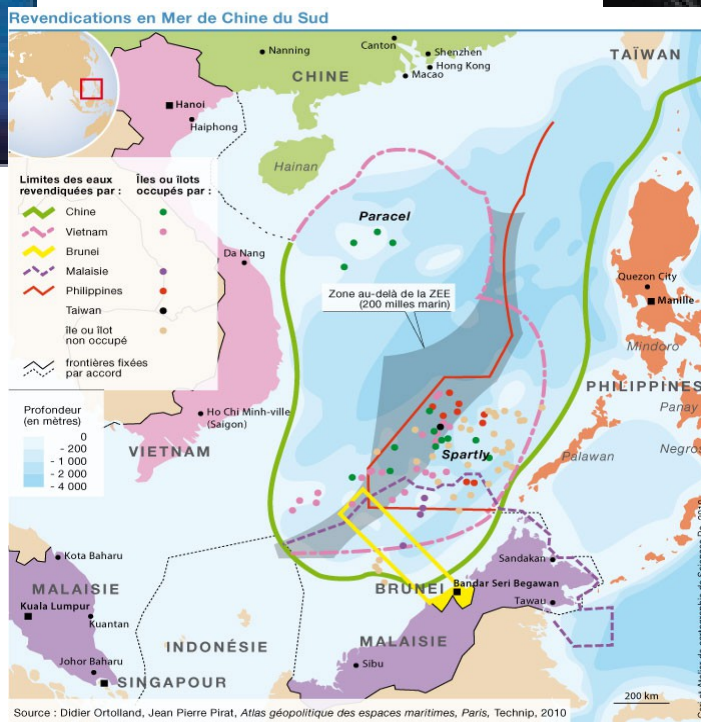 Revendications en Mer de Chine du Sud
Nanning
Canton
Shenzhen
Hong Kong
Macao
TAÏWAN
CHINE
Hanoi
Haiphong
Hainan
Limites des eaux
revendiquées par :
Îles ou îlots
occupés par :
Chine
Vietnam
Brunei
Malaisie
Philippines
Taiwan
île ou îlot
non occupé
frontières fixées
par accord
Paracel
Da Nang
Zone au-delà de la ZEE
(200 milles marin)
Quezon City
Manille
Mindoro
PHILIPPINES
Panay
Negros
Palawan
Profondeur
(en mètres)
0
- 200
- 1 000
- 2 000
- 4 000
Ho Chi Minh-ville
(Saigon)
VIETNAM
Spartly
Kota Baharu
MALAISIE
Kuala Lumpur
Kuantan
Johor Baharu
SINGAPOUR
INDONÉSIE
BRUNEI
Bandar Seri Begawan
Sandakan
Tawau
MALAISIE
Sibu
200 km
Source : Didier Ortolland, Jean Pierre Pirat, Atlas géopolitique des espaces maritimes, Paris, Technip, 2010